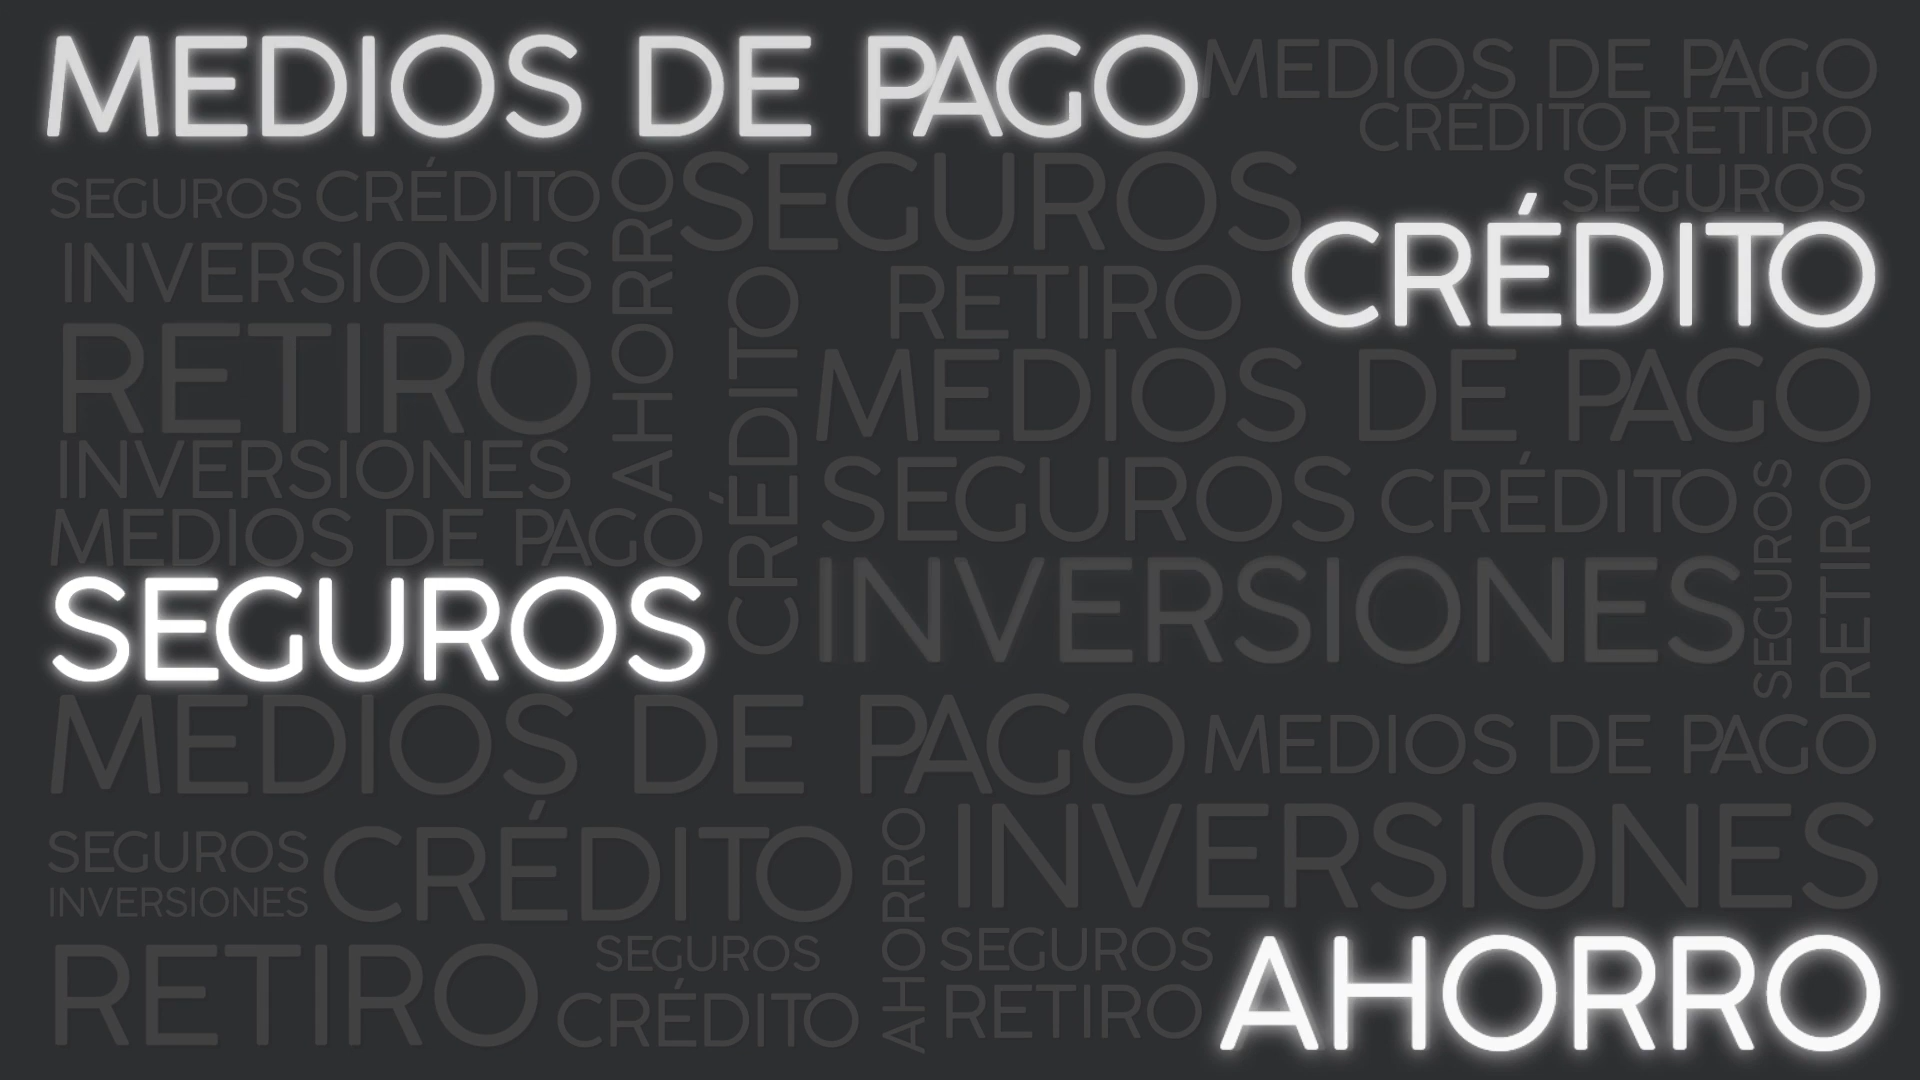 MEDIOS DE PAGO MEDIOS DE PAGO
CRÉDITO RETIRO
SEGUROS CRÉDITO
AHORRO
SEGUROS
SEGUROS
CRÉDITO
INVERSIONES
RETIRO
RETIRO
CRÉDITO
MEDIOS DE PAGO
INVERSIONES
SEGUROS CRÉDITO
SEGUROS
RETIRO
MEDIOS DE PAGO
INVERSIONES
SEGUROS
MEDIOS DE PAGO MEDIOS DE PAGO
SEGUROS
INVERSIONES
CRÉDITO
AHORRO
INVERSIONES
RETIRO
SEGUROS
CRÉDITO
SEGUROS
RETIRO
AHORRO